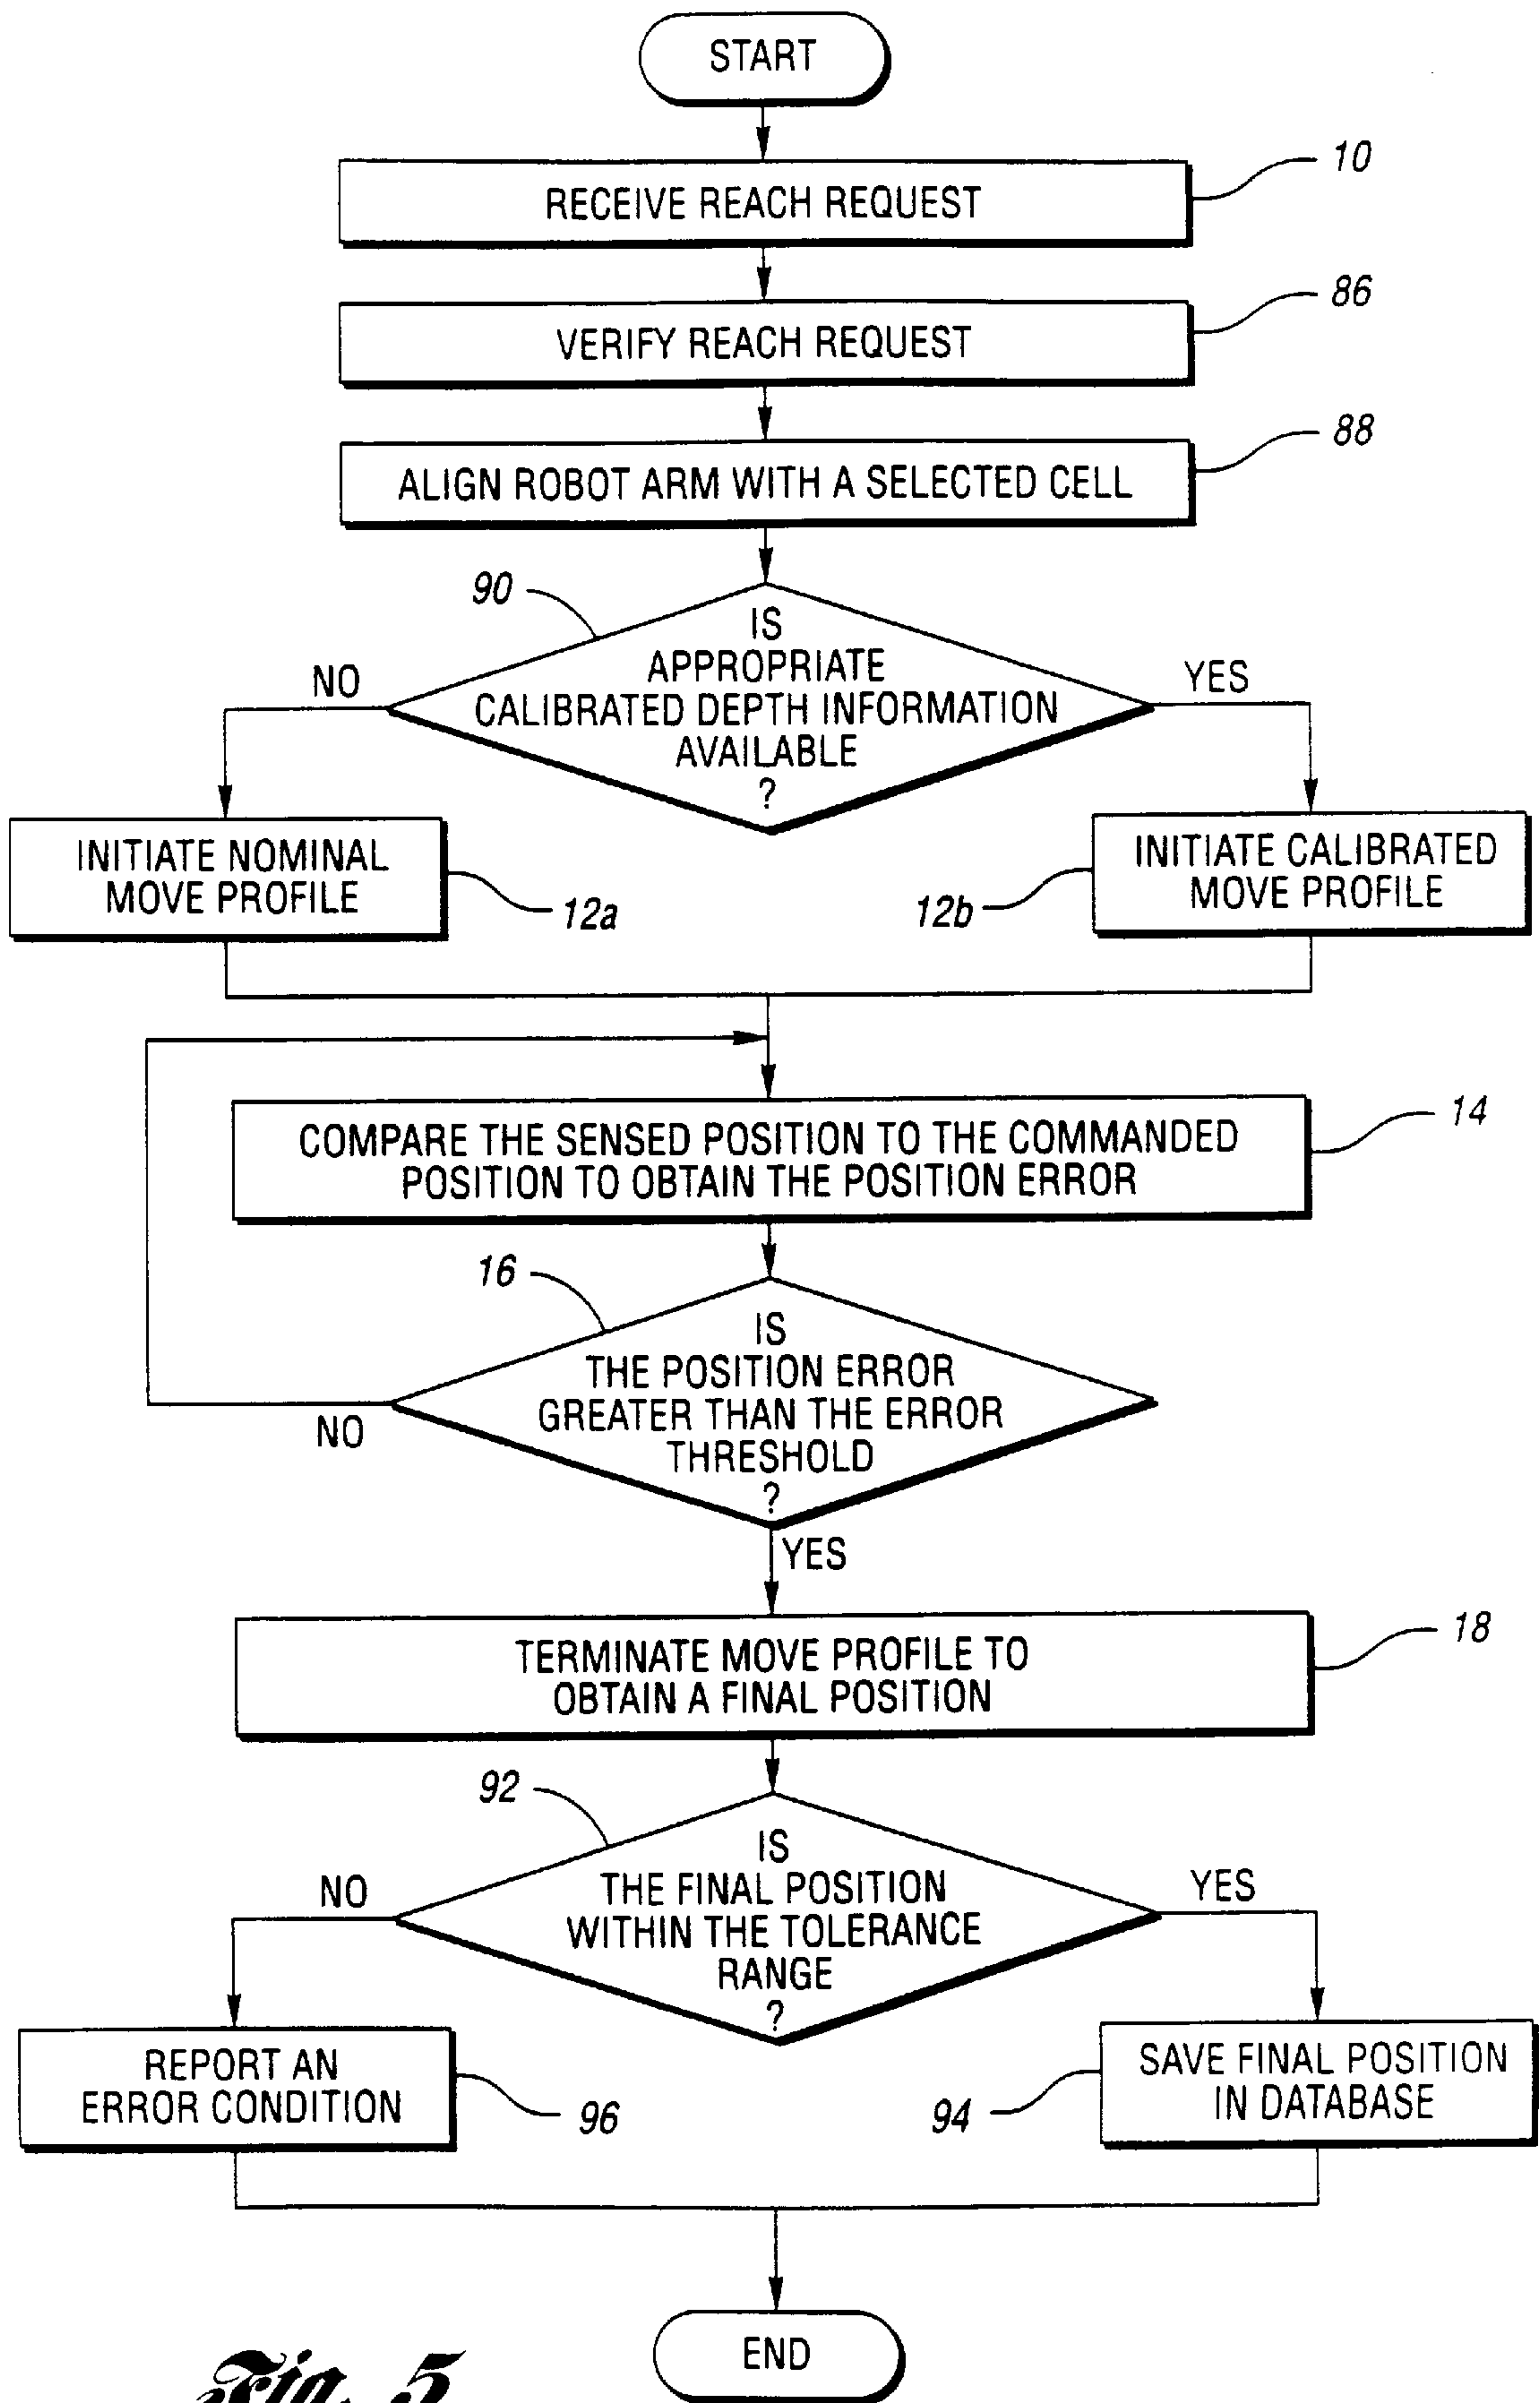 START
RECEIVE REACH REQUEST
10
VERIFY REACH REQUEST
86
ALIGN ROBOT ARM WITH A SELECTED CELL
88
90
IS
APPROPRIATE
CALIBRATED DEPTH INFORMATION
AVAILABLE
?
NO
YES
INITIATE NOMINAL
MOVE PROFILE
12a
INITIATE CALIBRATED
MOVE PROFILE
12b
COMPARE THE SENSED POSITION TO THE COMMANDED
POSITION TO OBTAIN THE POSITION ERROR
14
16
IS
THE POSITION ERROR
GREATER THAN THE ERROR
THRESHOLD
?
NO
YES
TERMINATE MOVE PROFILE TO
OBTAIN A FINAL POSITION
18
92
IS
THE FINAL POSITION
WITHIN THE TOLERANCE
RANGE
?
NO
YES
REPORT AN
ERROR CONDITION
96
SAVE FINAL POSITION
IN DATABASE
94
END
Fig. 5